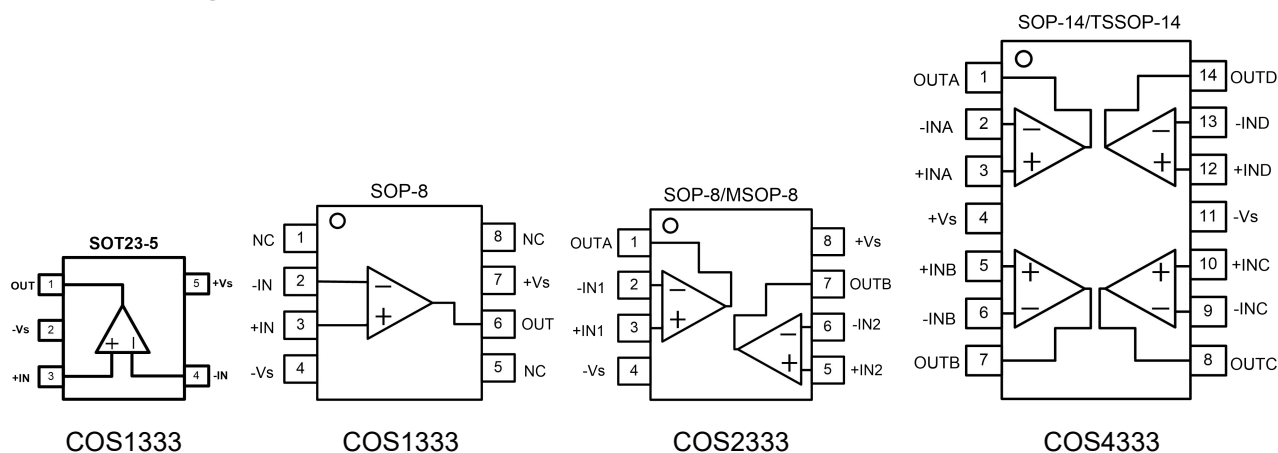 SOT23-5
OUT 1
5 +Vs
-Vs 2
+IN 3
4 -IN
COS1333
SOP-8
NC 1
8 NC
-IN 2
7 +Vs
+IN 3
6 OUT
-Vs 4
5 NC
COS1333
SOP-8/MSOP-8
OUTA 1
8 +Vs
-IN1 2
7 OUTB
+IN1 3
6 -IN2
-Vs 4
5 +IN2
COS2333
SOP-14/TSSOP-14
OUTA 1
14 OUTD
-INA 2
13 -IND
+INA 3
12 +IND
+Vs 4
11 -Vs
+INB 5
10 +INC
-INB 6
9 -INC
OUTB 7
8 OUTC
COS4333